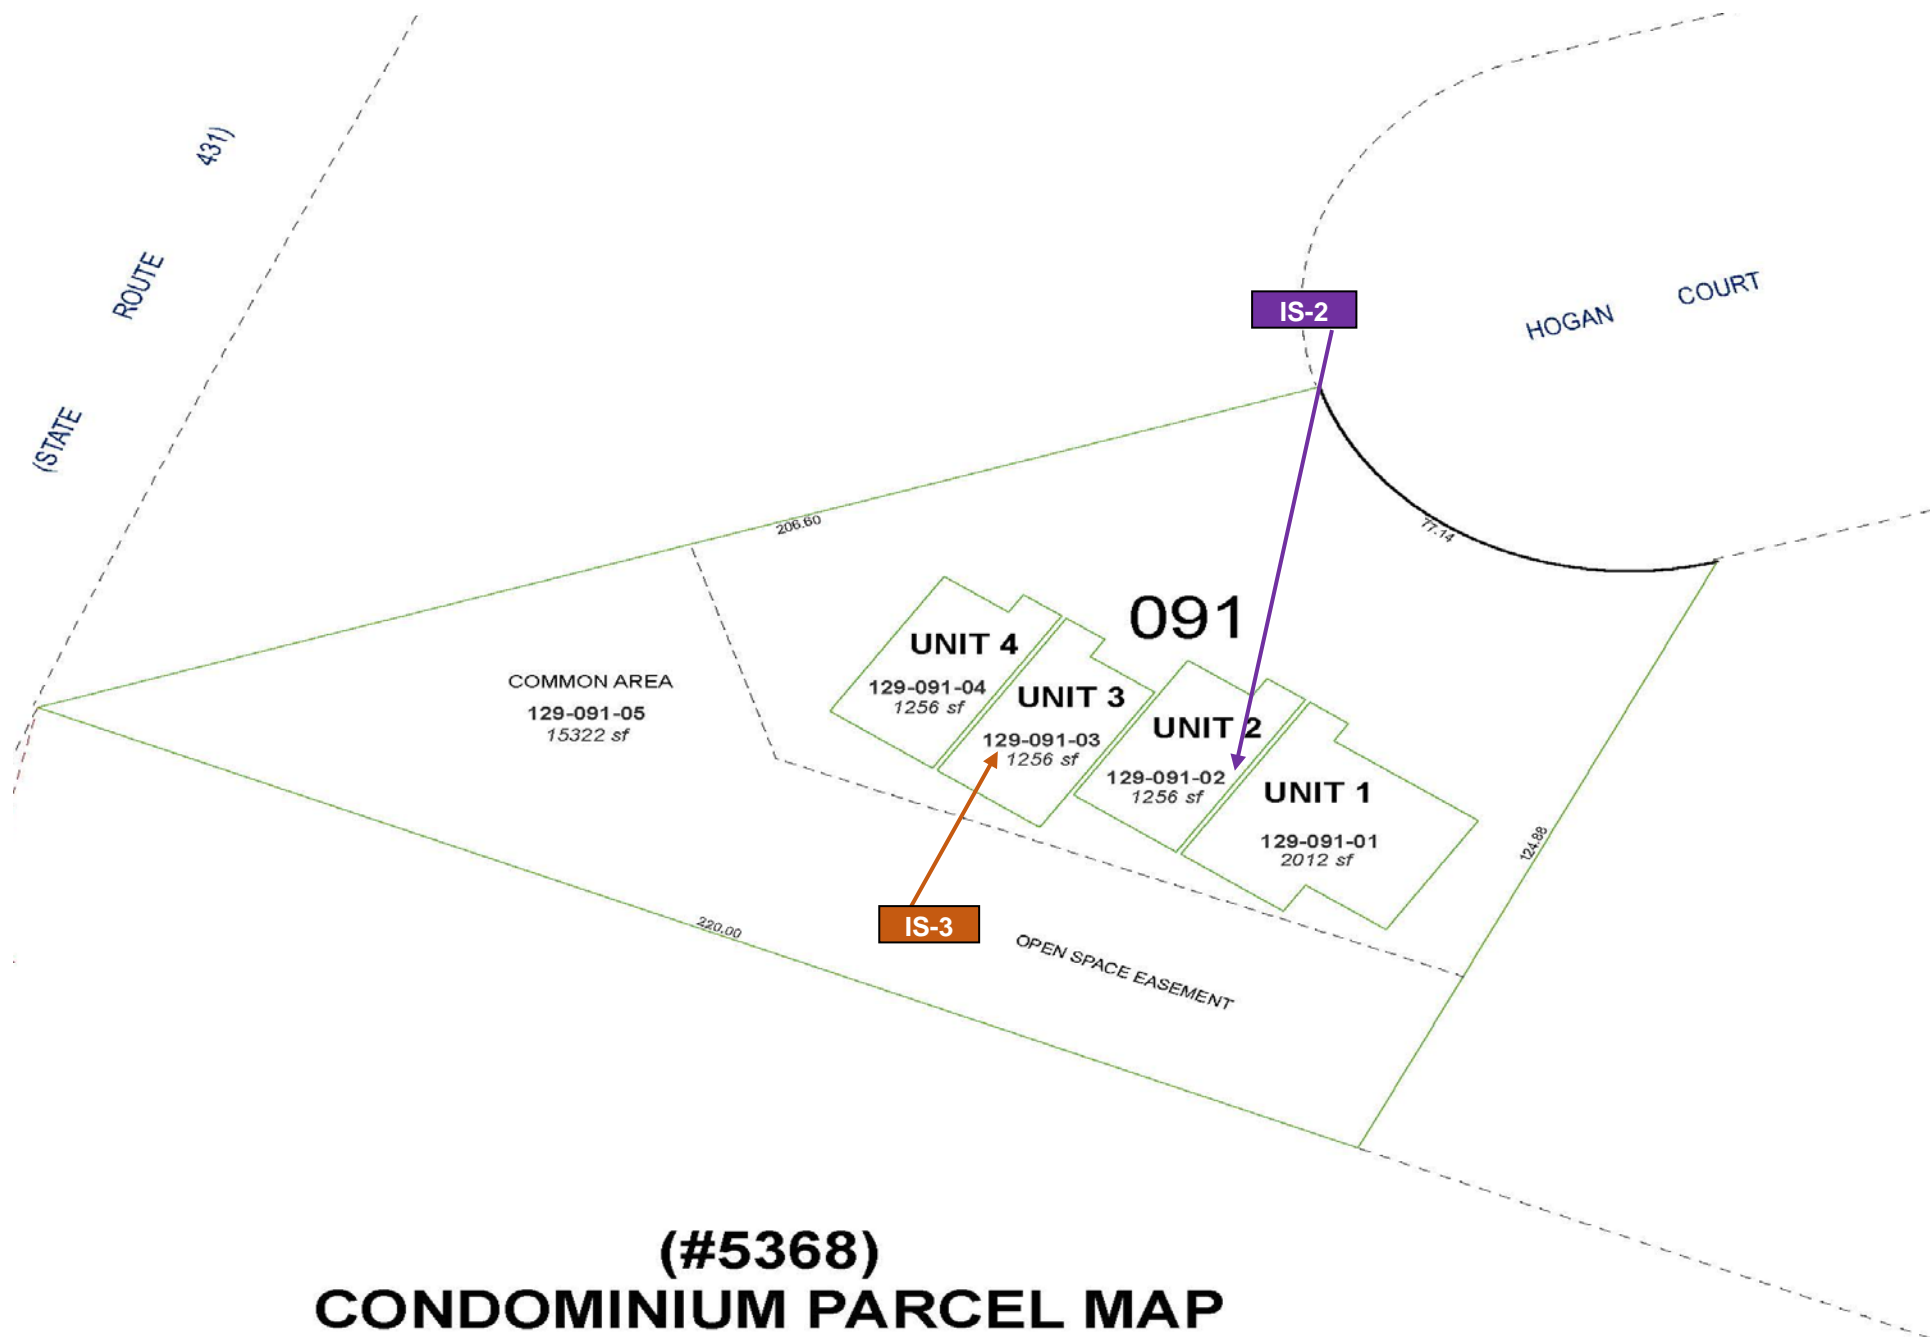 (STATE ROUTE 431)
HOGAN COURT
IS-2
206.60
77.14
091
UNIT 4
129-091-04
1256 sf
UNIT 3
129-091-03
1256 sf
UNIT 2
129-091-02
1256 sf
UNIT 1
129-091-01
2012 sf
COMMON AREA
129-091-05
15322 sf
124.88
IS-3
220.00
OPEN SPACE EASEMENT
(#5368)
CONDOMINIUM PARCEL MAP